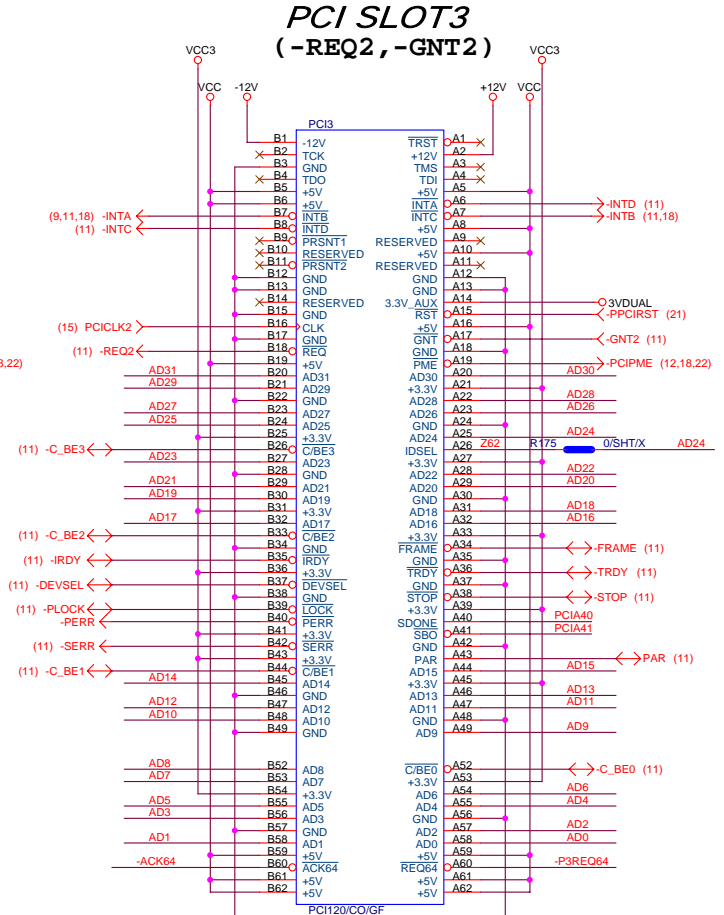 PCI SLOT3
(-REQ2,-GNT2)
VCC3 VCC3
VCC -12V +12V VCC
PCI3
B1 -12V TRST A1
B2 TCK +12V A2
B3 GND TMS A3
B4 TDO TDI A4
B5 +5V +5V A5
B6 +5V INTA A6 -INTD (11)
(9,11,18) -INTA B7 INTB INTC A7 -INTB (11,18)
(11) -INTC B8 INTD +5V A8
B9 PRSNT1 RESERVED A9
B10 RESERVED +5V A10
B11 PRSNT2 RESERVED A11
B12 GND GND A12
B13 GND GND A13
B14 RESERVED 3.3V_AUX A14 3VDUAL
B15 GND RST A15 -PPCIRST (21)
(15) PCICLK2 B16 CLK +5V A16
B17 GND GNT A17 -GNT2 (11)
(11) -REQ2 B18 REQ GND A18
,22) B19 +5V PME A19 -PCIPME (12,18,22)
AD31 B20 AD31 AD30 A20 AD30
AD29 B21 AD29 +3.3V A21
B22 GND AD28 A22 AD28
AD27 B23 AD27 AD26 A23 AD26
AD25 B24 AD25 GND A24
B25 +3.3V AD24 A25 AD24
(11) -C_BE3 B26 C/BE3 IDSEL A26 Z62 R175 0/SHT/X AD24
AD23 B27 AD23 +3.3V A27
B28 GND AD22 A28 AD22
AD21 B29 AD21 AD20 A29 AD20
AD19 B30 AD19 GND A30
B31 +3.3V AD18 A31 AD18
AD17 B32 AD17 AD16 A32 AD16
(11) -C_BE2 B33 C/BE2 +3.3V A33
B34 GND FRAME A34 -FRAME (11)
(11) -IRDY B35 IRDY GND A35
B36 +3.3V TRDY A36 -TRDY (11)
(11) -DEVSEL B37 DEVSEL GND A37
B38 GND STOP A38 -STOP (11)
(11) -PLOCK B39 LOCK +3.3V A39
-PERR B40 PERR SDONE A40 PCIA40
B41 +3.3V SBO A41 PCIA41
(11) -SERR B42 SERR GND A42
B43 +3.3V PAR A43 PAR (11)
(11) -C_BE1 B44 C/BE1 AD15 A44 AD15
AD14 B45 AD14 +3.3V A45
B46 GND AD13 A46 AD13
AD12 B47 AD12 AD11 A47 AD11
AD10 B48 AD10 GND A48
B49 GND AD9 A49 AD9
AD8 B52 AD8 C/BE0 A52 -C_BE0 (11)
AD7 B53 AD7 +3.3V A53
B54 +3.3V AD6 A54 AD6
AD5 B55 AD5 AD4 A55 AD4
AD3 B56 AD3 GND A56
B57 GND AD2 A57 AD2
AD1 B58 AD1 AD0 A58 AD0
B59 +5V +5V A59
-ACK64 B60 ACK64 REQ64 A60 -P3REQ64
B61 +5V +5V A61
B62 +5V +5V A62
PCI120/CO/GF